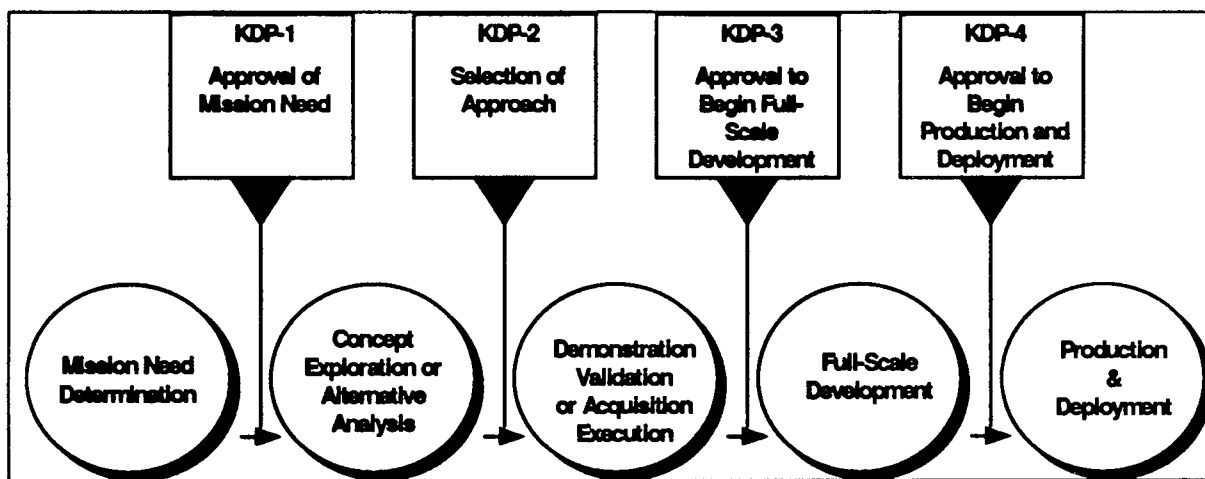 KDP-1
Approval of
Mission Need
KDP-2
Selection of
Approach
KDP-3
Approval to
Begin Full-
Scale
Development
KDP-4
Approval to
Begin
Production and
Deployment
Mission Need
Determination
Concept
Exploration or
Alternative
Analysis
Demonstration
Validation
or Acquisition
Execution
Full-Scale
Development
Production
&
Deployment